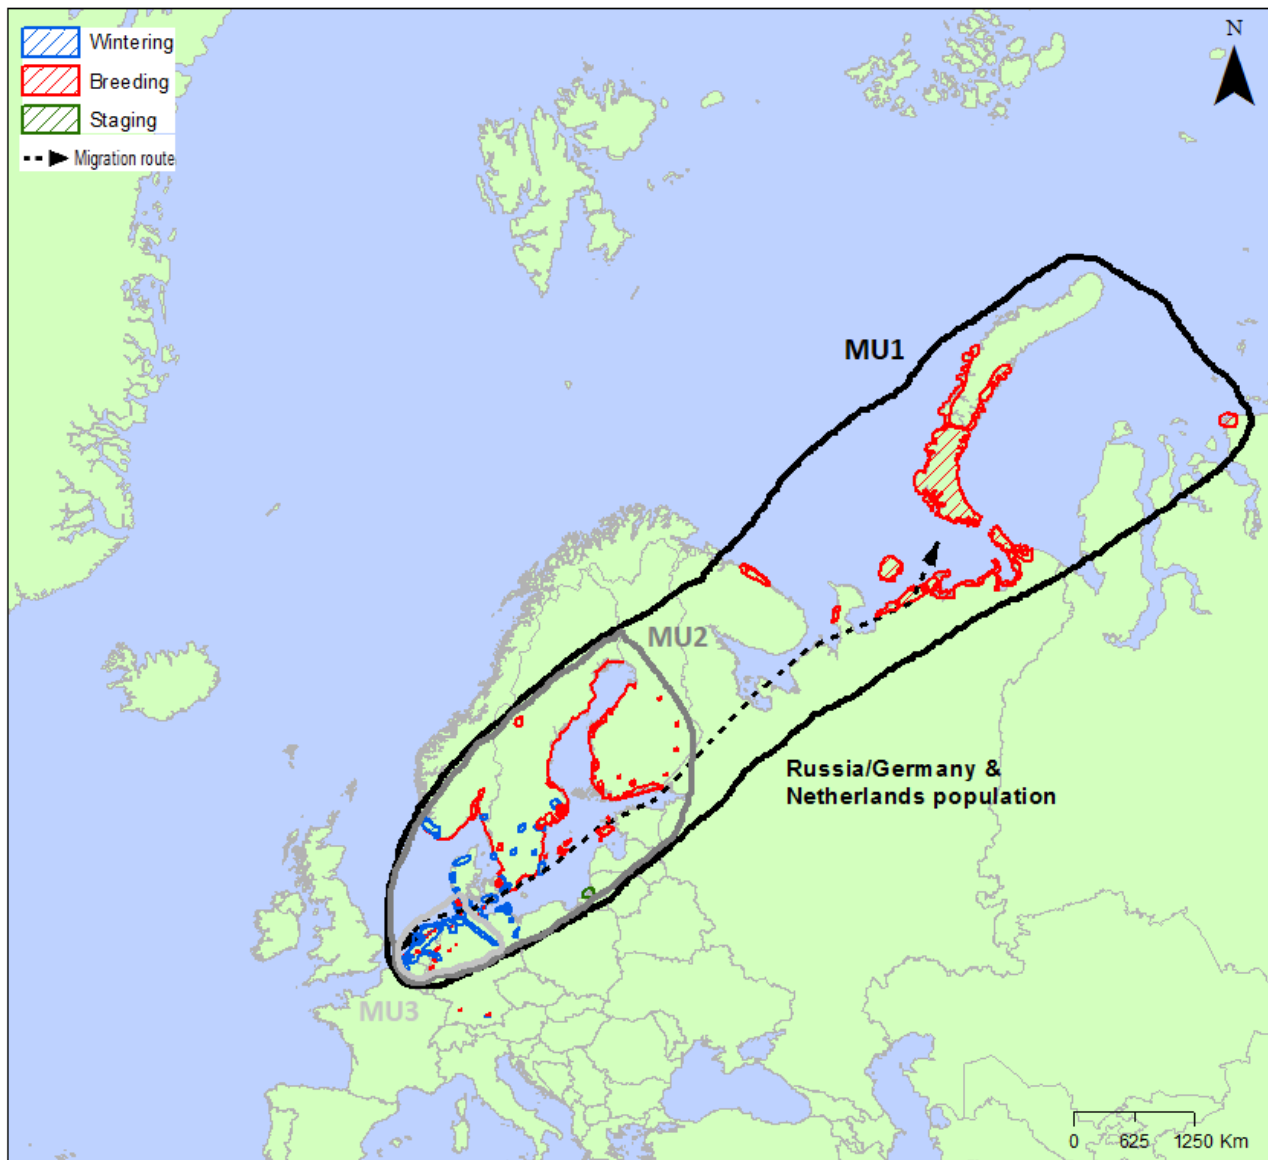 Wintering
Breeding
Staging
Migration route
N
MU1
MU2
Russia/Germany &
Netherlands population
MU3
0 625 1250 Km